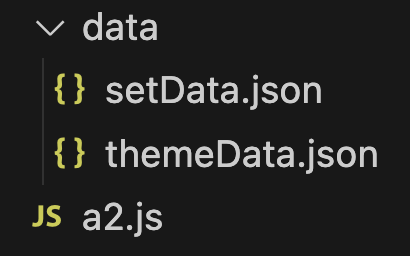 data
{} setData.json
{} themeData.json
JS a2.js